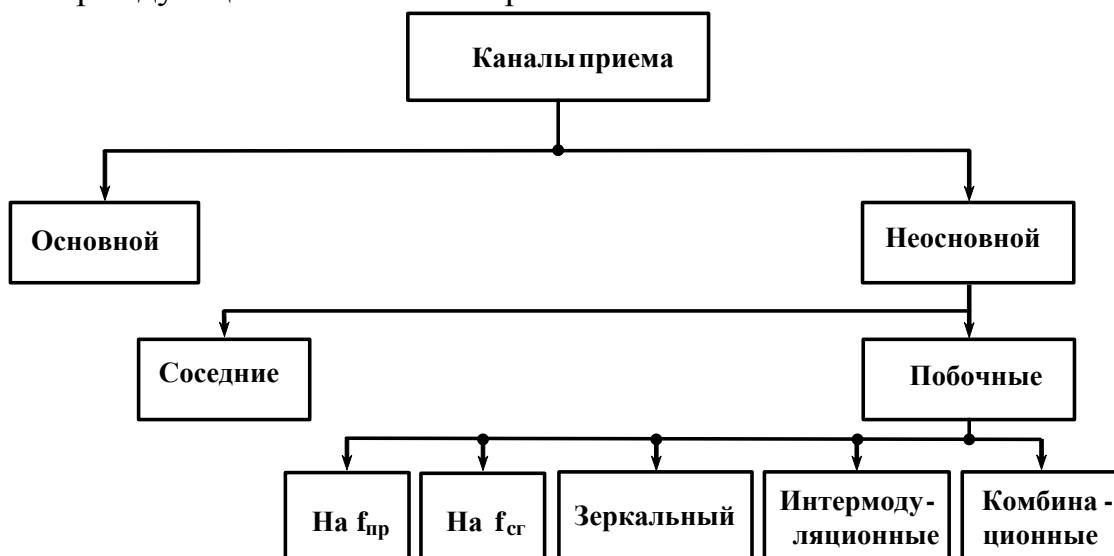 Каналы приема
Основной
Неосновной
Соседние
Побочные
На fпр
На fсг
Зеркальный
Интермоду-
ляционные
Комбина -
ционные